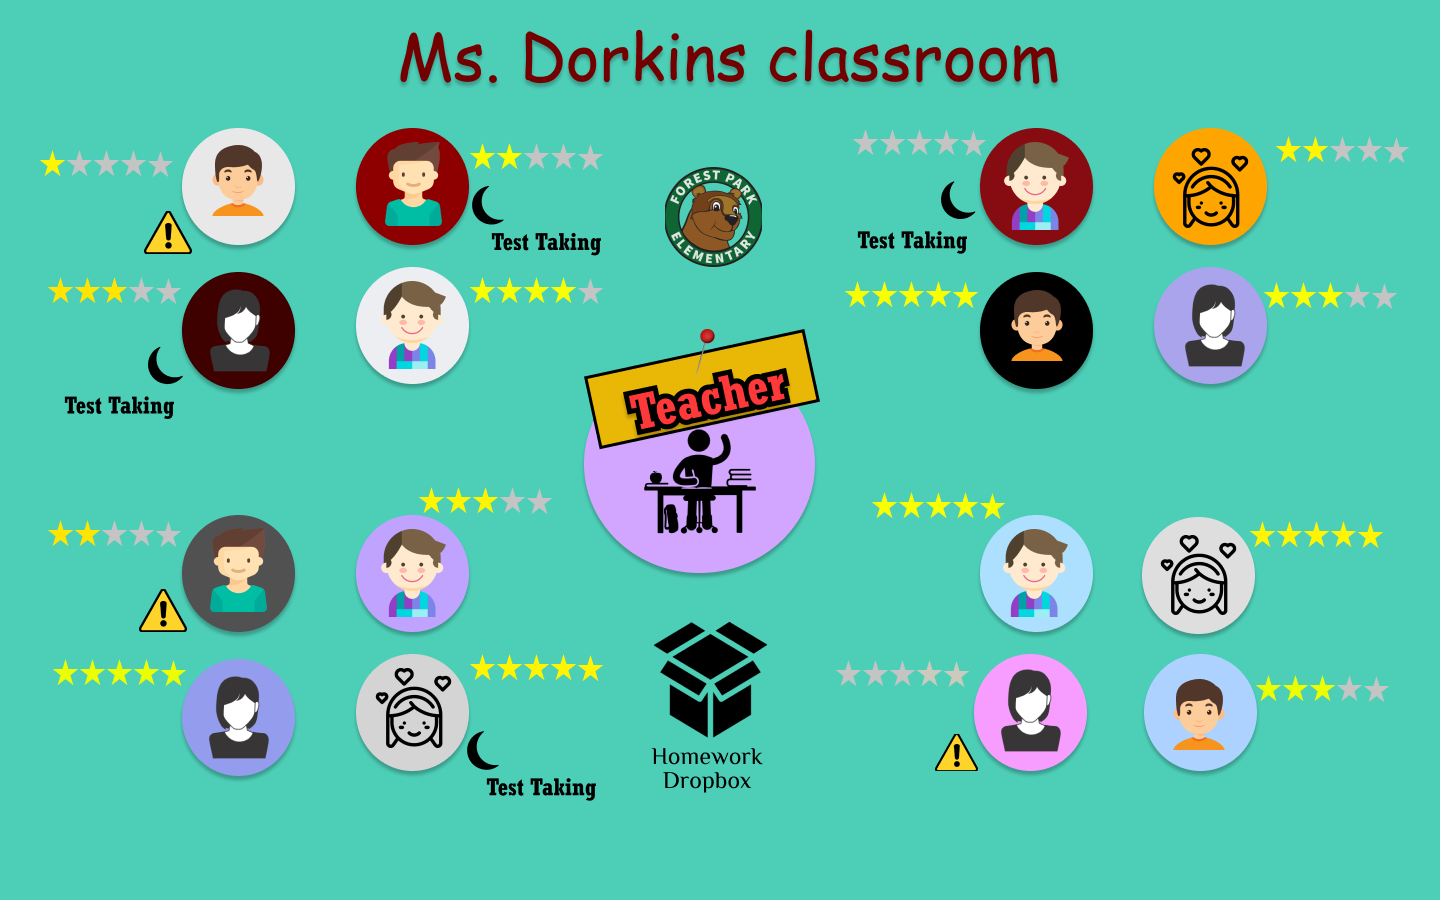 Ms. Dorkins classroom
FOREST PARK
ELEMENTARY
Test Taking
Test Taking
Test Taking
Teacher
Homework
Dropbox
Test Taking